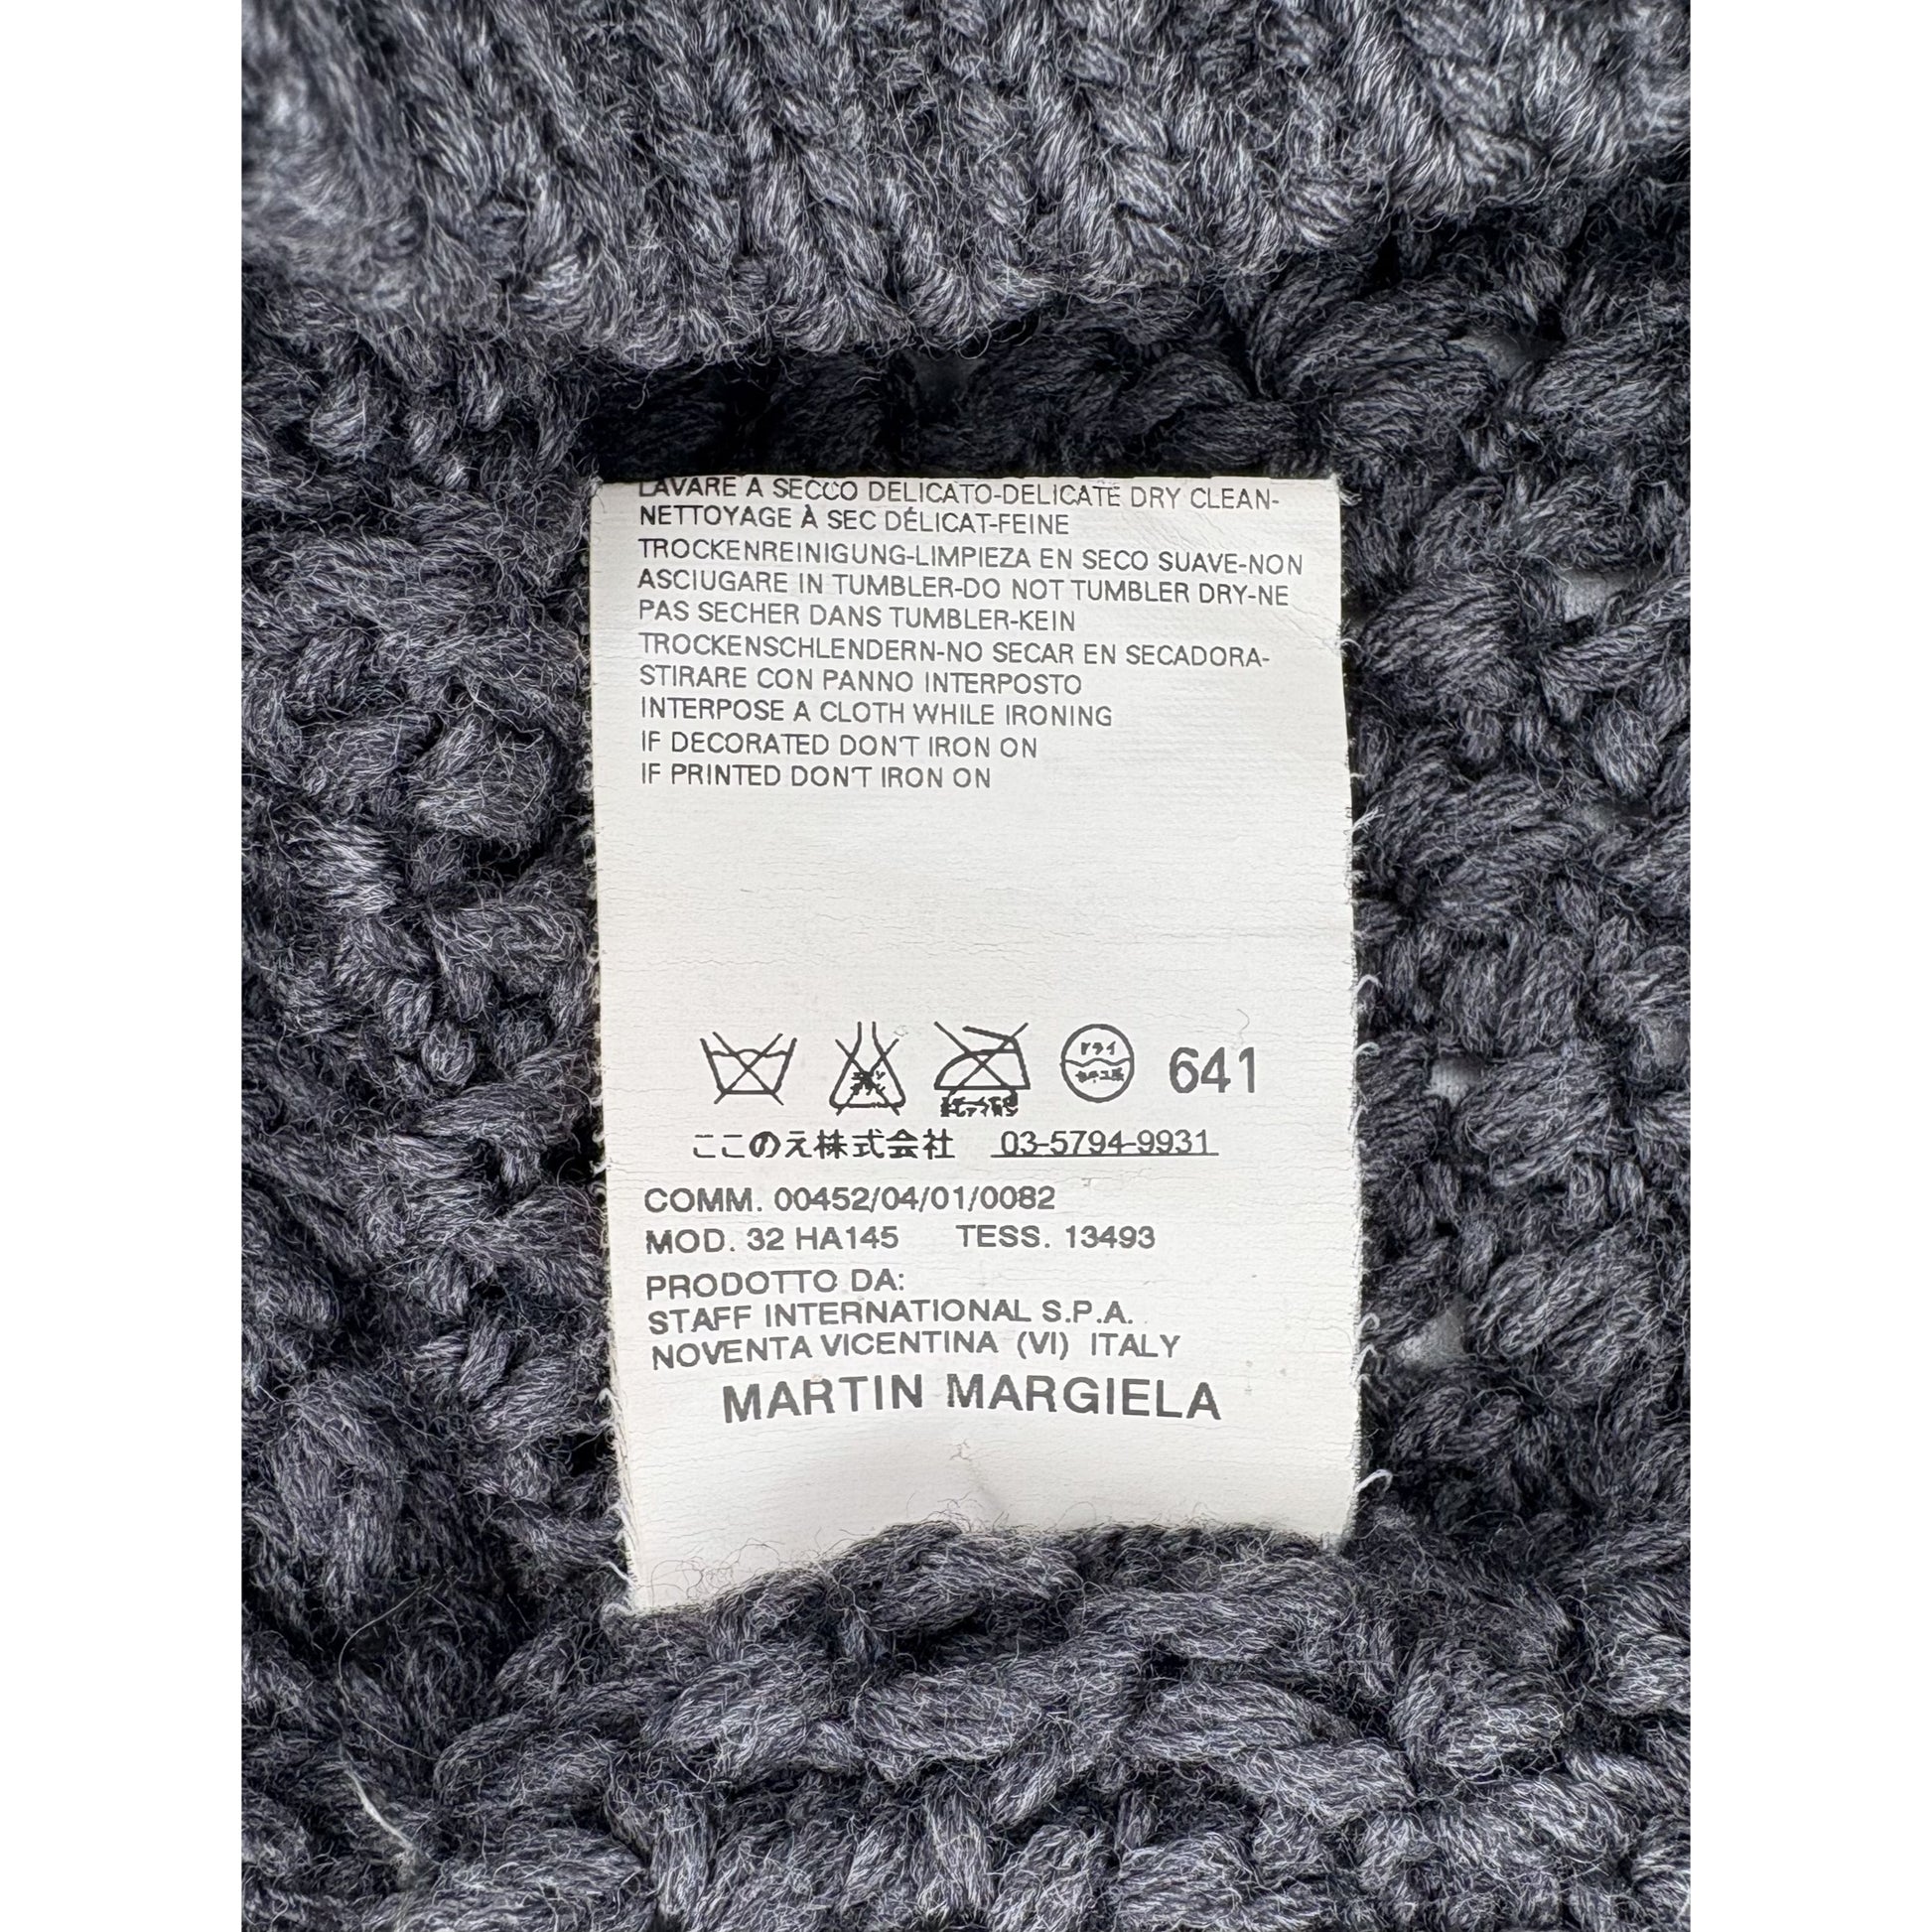 LAVARE A SECCO DELICATO-DELICATE DRY CLEAN-
NETTOYAGE À SEC DÉLICAT-FEINE
TROCKENREINIGUNG-LIMPIEZA EN SECO SUAVE-NON
ASCIUGARE IN TUMBLER-DO NOT TUMBLER DRY-NE
PAS SECHER DANS TUMBLER-KEIN
TROCKENSCHLENDERN-NO SECAR EN SECADORA-
STIRARE CON PANNO INTERPOSTO
INTERPOSE A CLOTH WHILE IRONING
IF DECORATED DON'T IRON ON
IF PRINTED DON'T IRON ON
ドライ
641
ここのえ株式会社 03-5794-9931
COMM. 00452/04/01/0082
MOD. 32 HA145 TESS. 13493
PRODOTTO DA:
STAFF INTERNATIONAL S.P.A.
NOVENTA VICENTINA (VI) ITALY
MARTIN MARGIELA